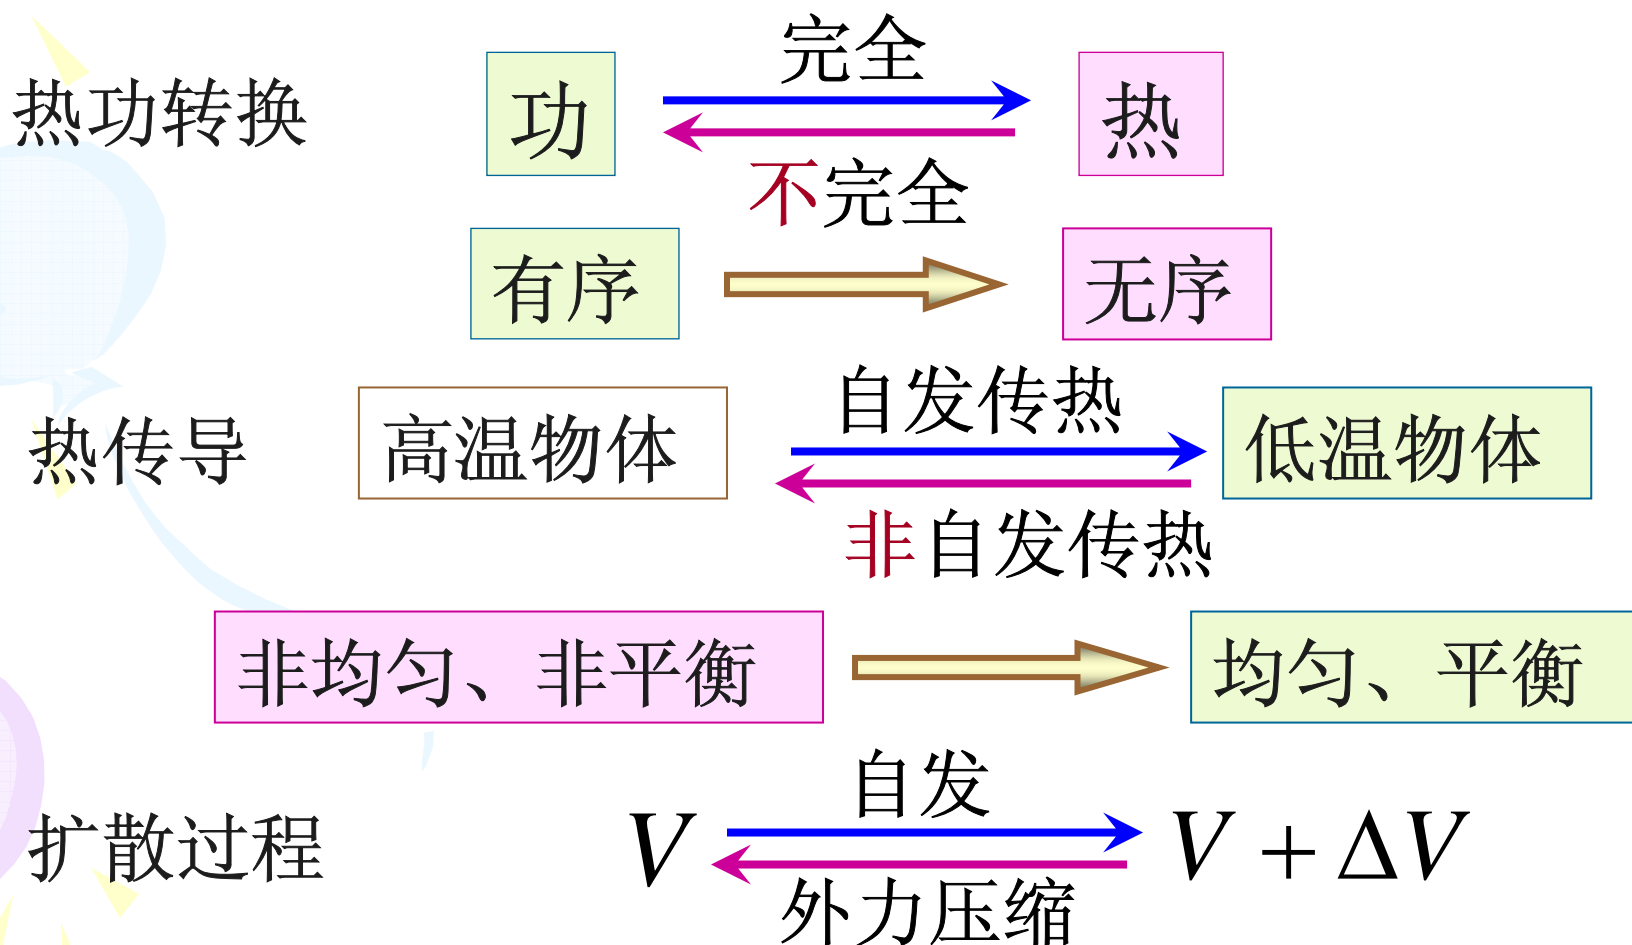 完全
热功转换 功 热
不完全
有序 无序
自发传热
热传导 高温物体 低温物体
非自发传热
非均匀、非平衡 均匀、平衡
自发
扩散过程 V V + ΔV
外力压缩